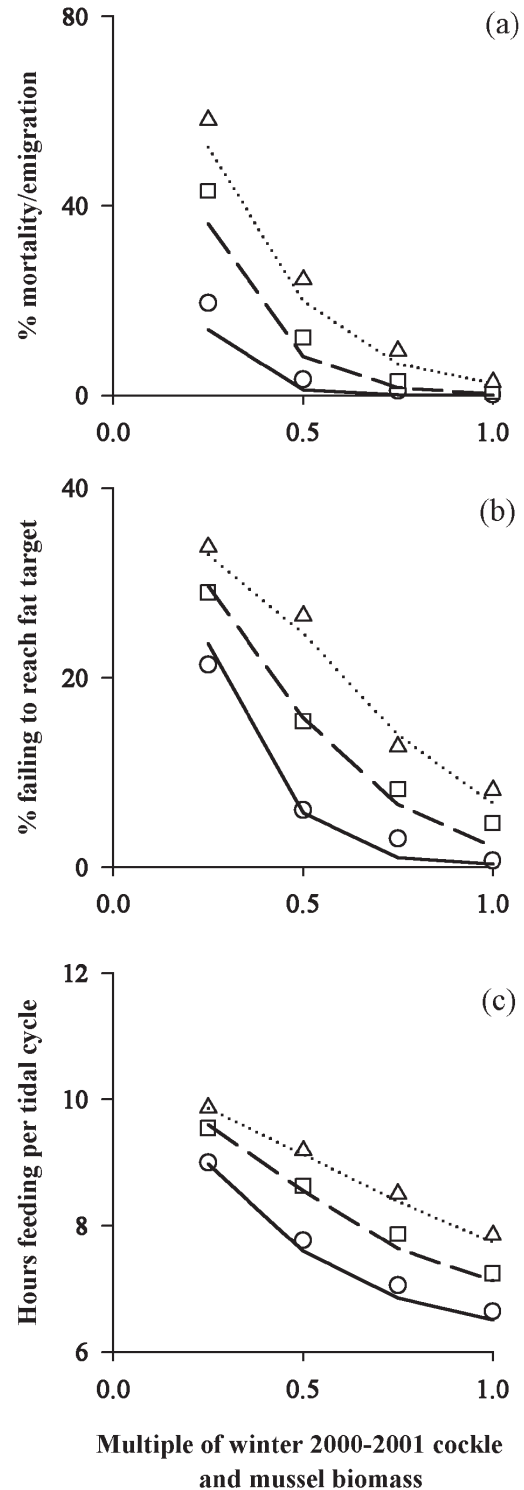 (a)
80
40
0
0.0 0.5 1.0
% mortality/emigration
(b)
40
20
0
0.0 0.5 1.0
% failing to reach fat target
(c)
12
10
8
6
0.0 0.5 1.0
Hours feeding per tidal cycle
Multiple of winter 2000-2001 cockle
and mussel biomass